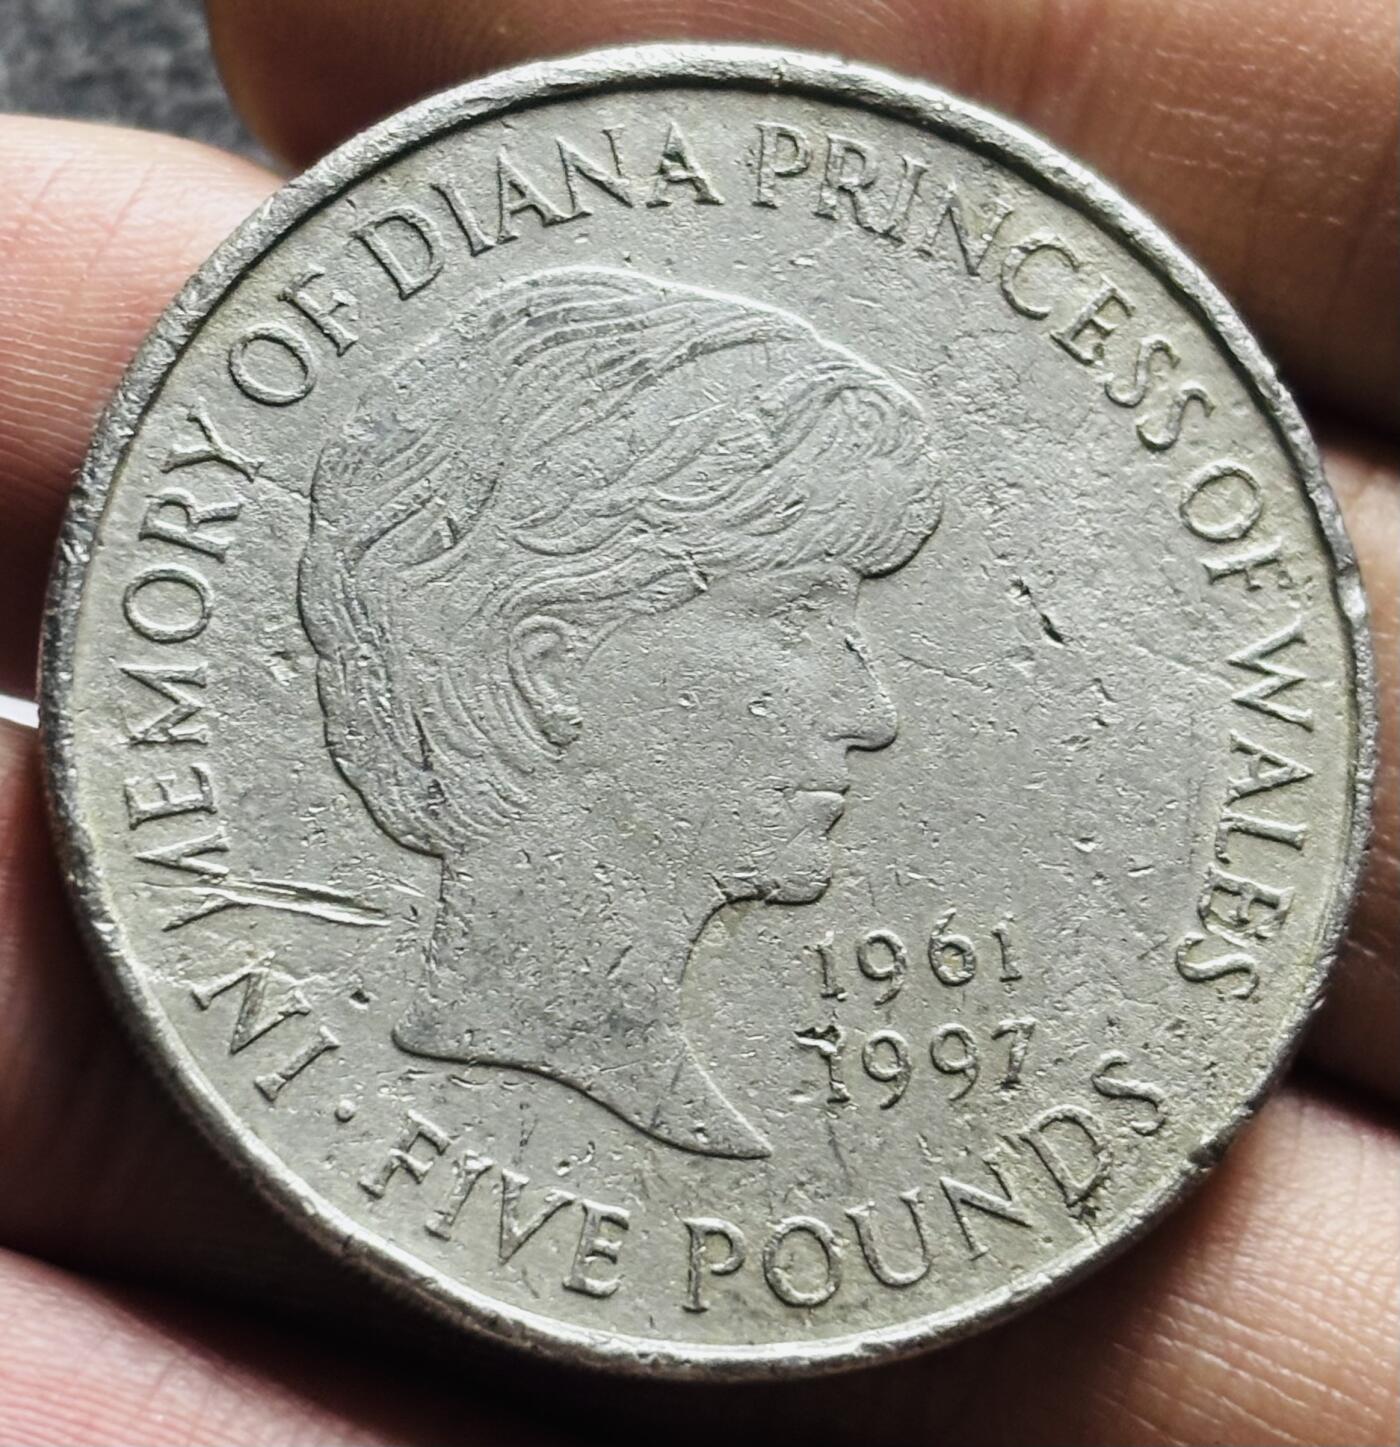 IN MEMORY OF DIANA PRINCESS OF WALES
1961
1997
· FIVE POUNDS